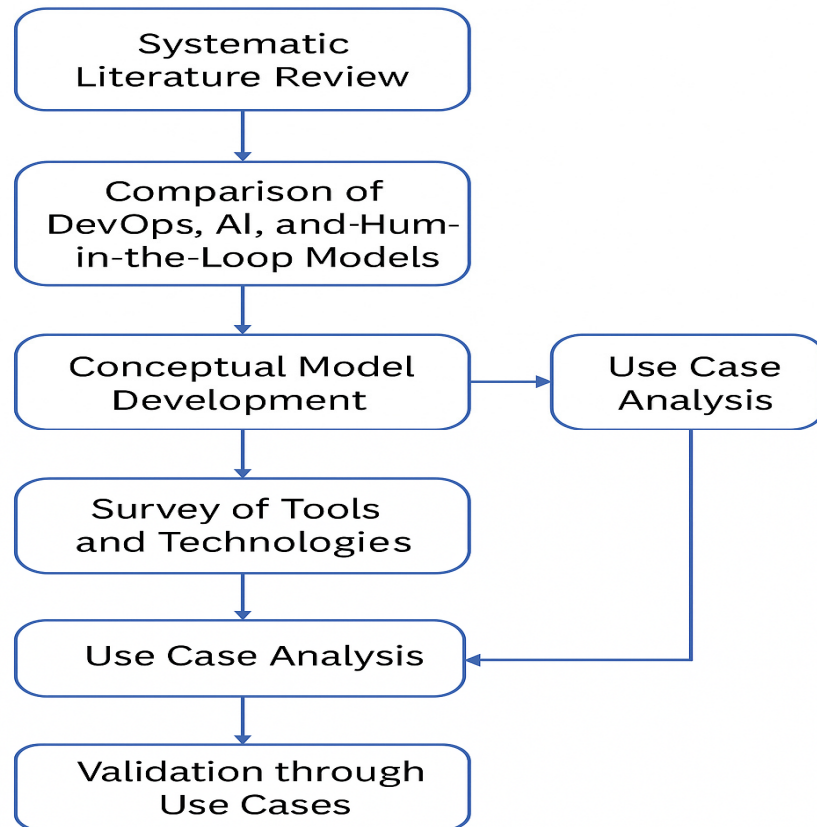 Systematic
Literature Review
Comparison of
DevOps, AI, and-Hum-
in-the-Loop Models
Conceptual Model
Development
Use Case
Analysis
Survey of Tools
and Technologies
Use Case Analysis
Validation through
Use Cases